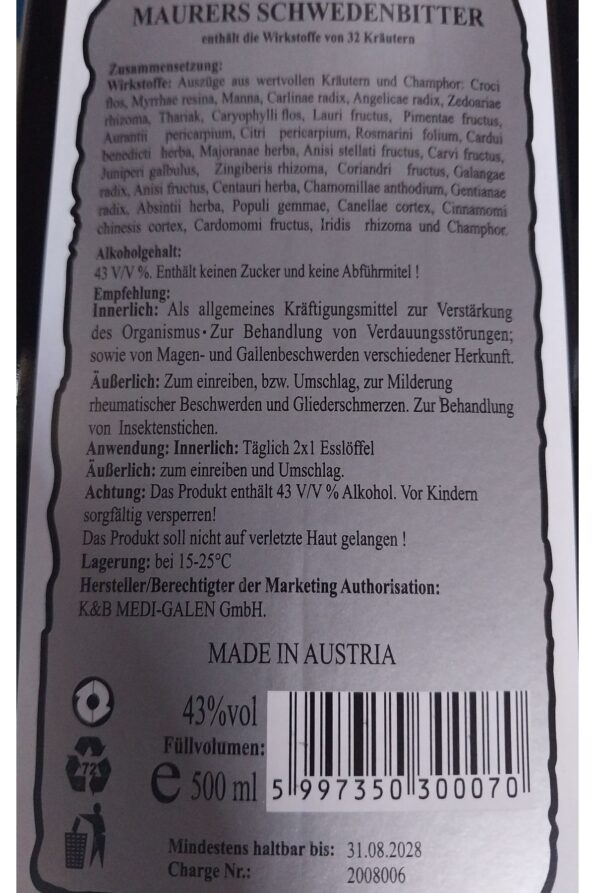 MAURERS SCHWEDENBITTER
enthält die Wirkstoffe von 32 Kräutern
Zusammensetzung:
Wirkstoffe: Auszüge aus wertvollen Kräutern und Champhor: Croci
flos, Myrrhae resina, Manna, Carlinae radix, Angelicae radix, Zedoariae
rhizoma, Thariak, Caryophylli flos, Lauri fructus, Pimentae fructus,
Aurantii pericarpium, Citri pericarpium, Rosmarini folium, Cardui
benedicti herba, Majoranae herba, Anisi stellati fructus, Carvi fructus,
Juniperi galbulus, Zingiberis rhizoma, Coriandri fructus, Galangae
radix, Anisi fructus, Centauri herba, Chamomillae anthodium, Gentianae
radix, Absintii herba, Populi gemmae, Canellae cortex, Cinnamomi
chinesis cortex, Cardomomi fructus, Iridis rhizoma und Champhor.
Alkoholgehalt:
43 V/V %. Enthält keinen Zucker und keine Abführmitel !
Empfehlung:
Innerlich: Als allgemeines Kräftigungsmittel zur Verstärkung
des Organismus · Zur Behandlung von Verdauungsstörungen;
sowie von Magen- und Gallenbeschwerden verschiedener Herkunft.
Äußerlich: Zum einreiben, bzw. Umschlag, zur Milderung
rheumatischer Beschwerden und Gliederschmerzen. Zur Behandlung
von Insektenstichen.
Anwendung: Innerlich: Täglich 2x1 Esslöffel
Äußerlich: zum einreiben und Umschlag.
Achtung: Das Produkt enthält 43 V/V % Alkohol. Vor Kindern
sorgfältig versperren!
Das Produkt soll nicht auf verletzte Haut gelangen !
Lagerung: bei 15-25°C
Hersteller/Berechtigter der Marketing Authorisation:
K&B MEDI-GALEN GmbH.
MADE IN AUSTRIA
43%vol
Füllvolumen:
e 500 ml
72
5 997350 300070
Mindestens haltbar bis: 31.08.2028
Charge Nr.: 2008006